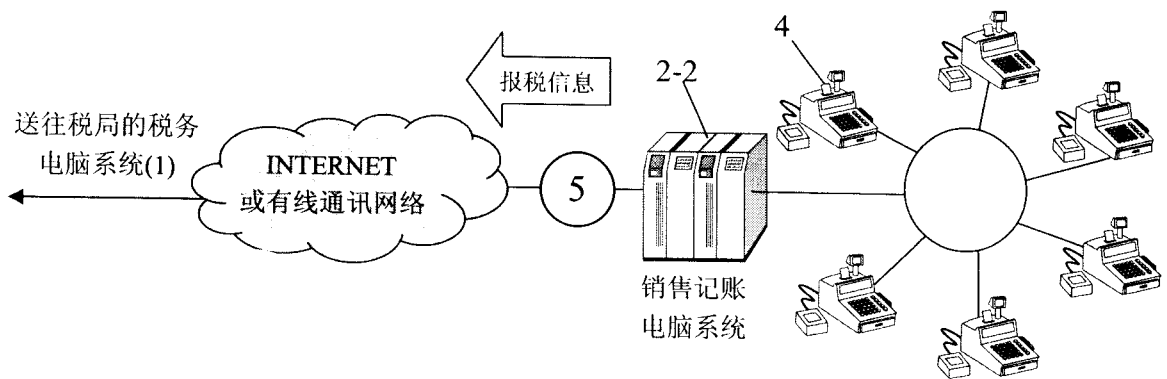 送往税局的税务
电脑系统(1)
INTERNET
或有线通讯网络
报税信息
5
2-2
销售记账
电脑系统
4